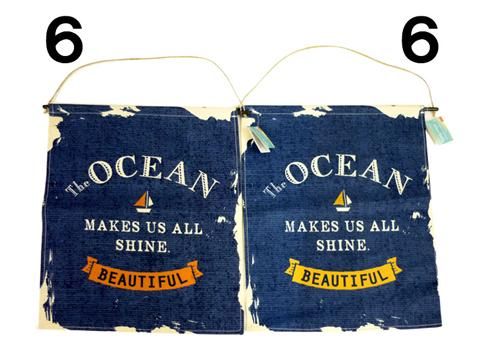 6
6
The OCEAN
MAKES US ALL
SHINE.
BEAUTIFUL
The OCEAN
MAKES US ALL
SHINE.
BEAUTIFUL